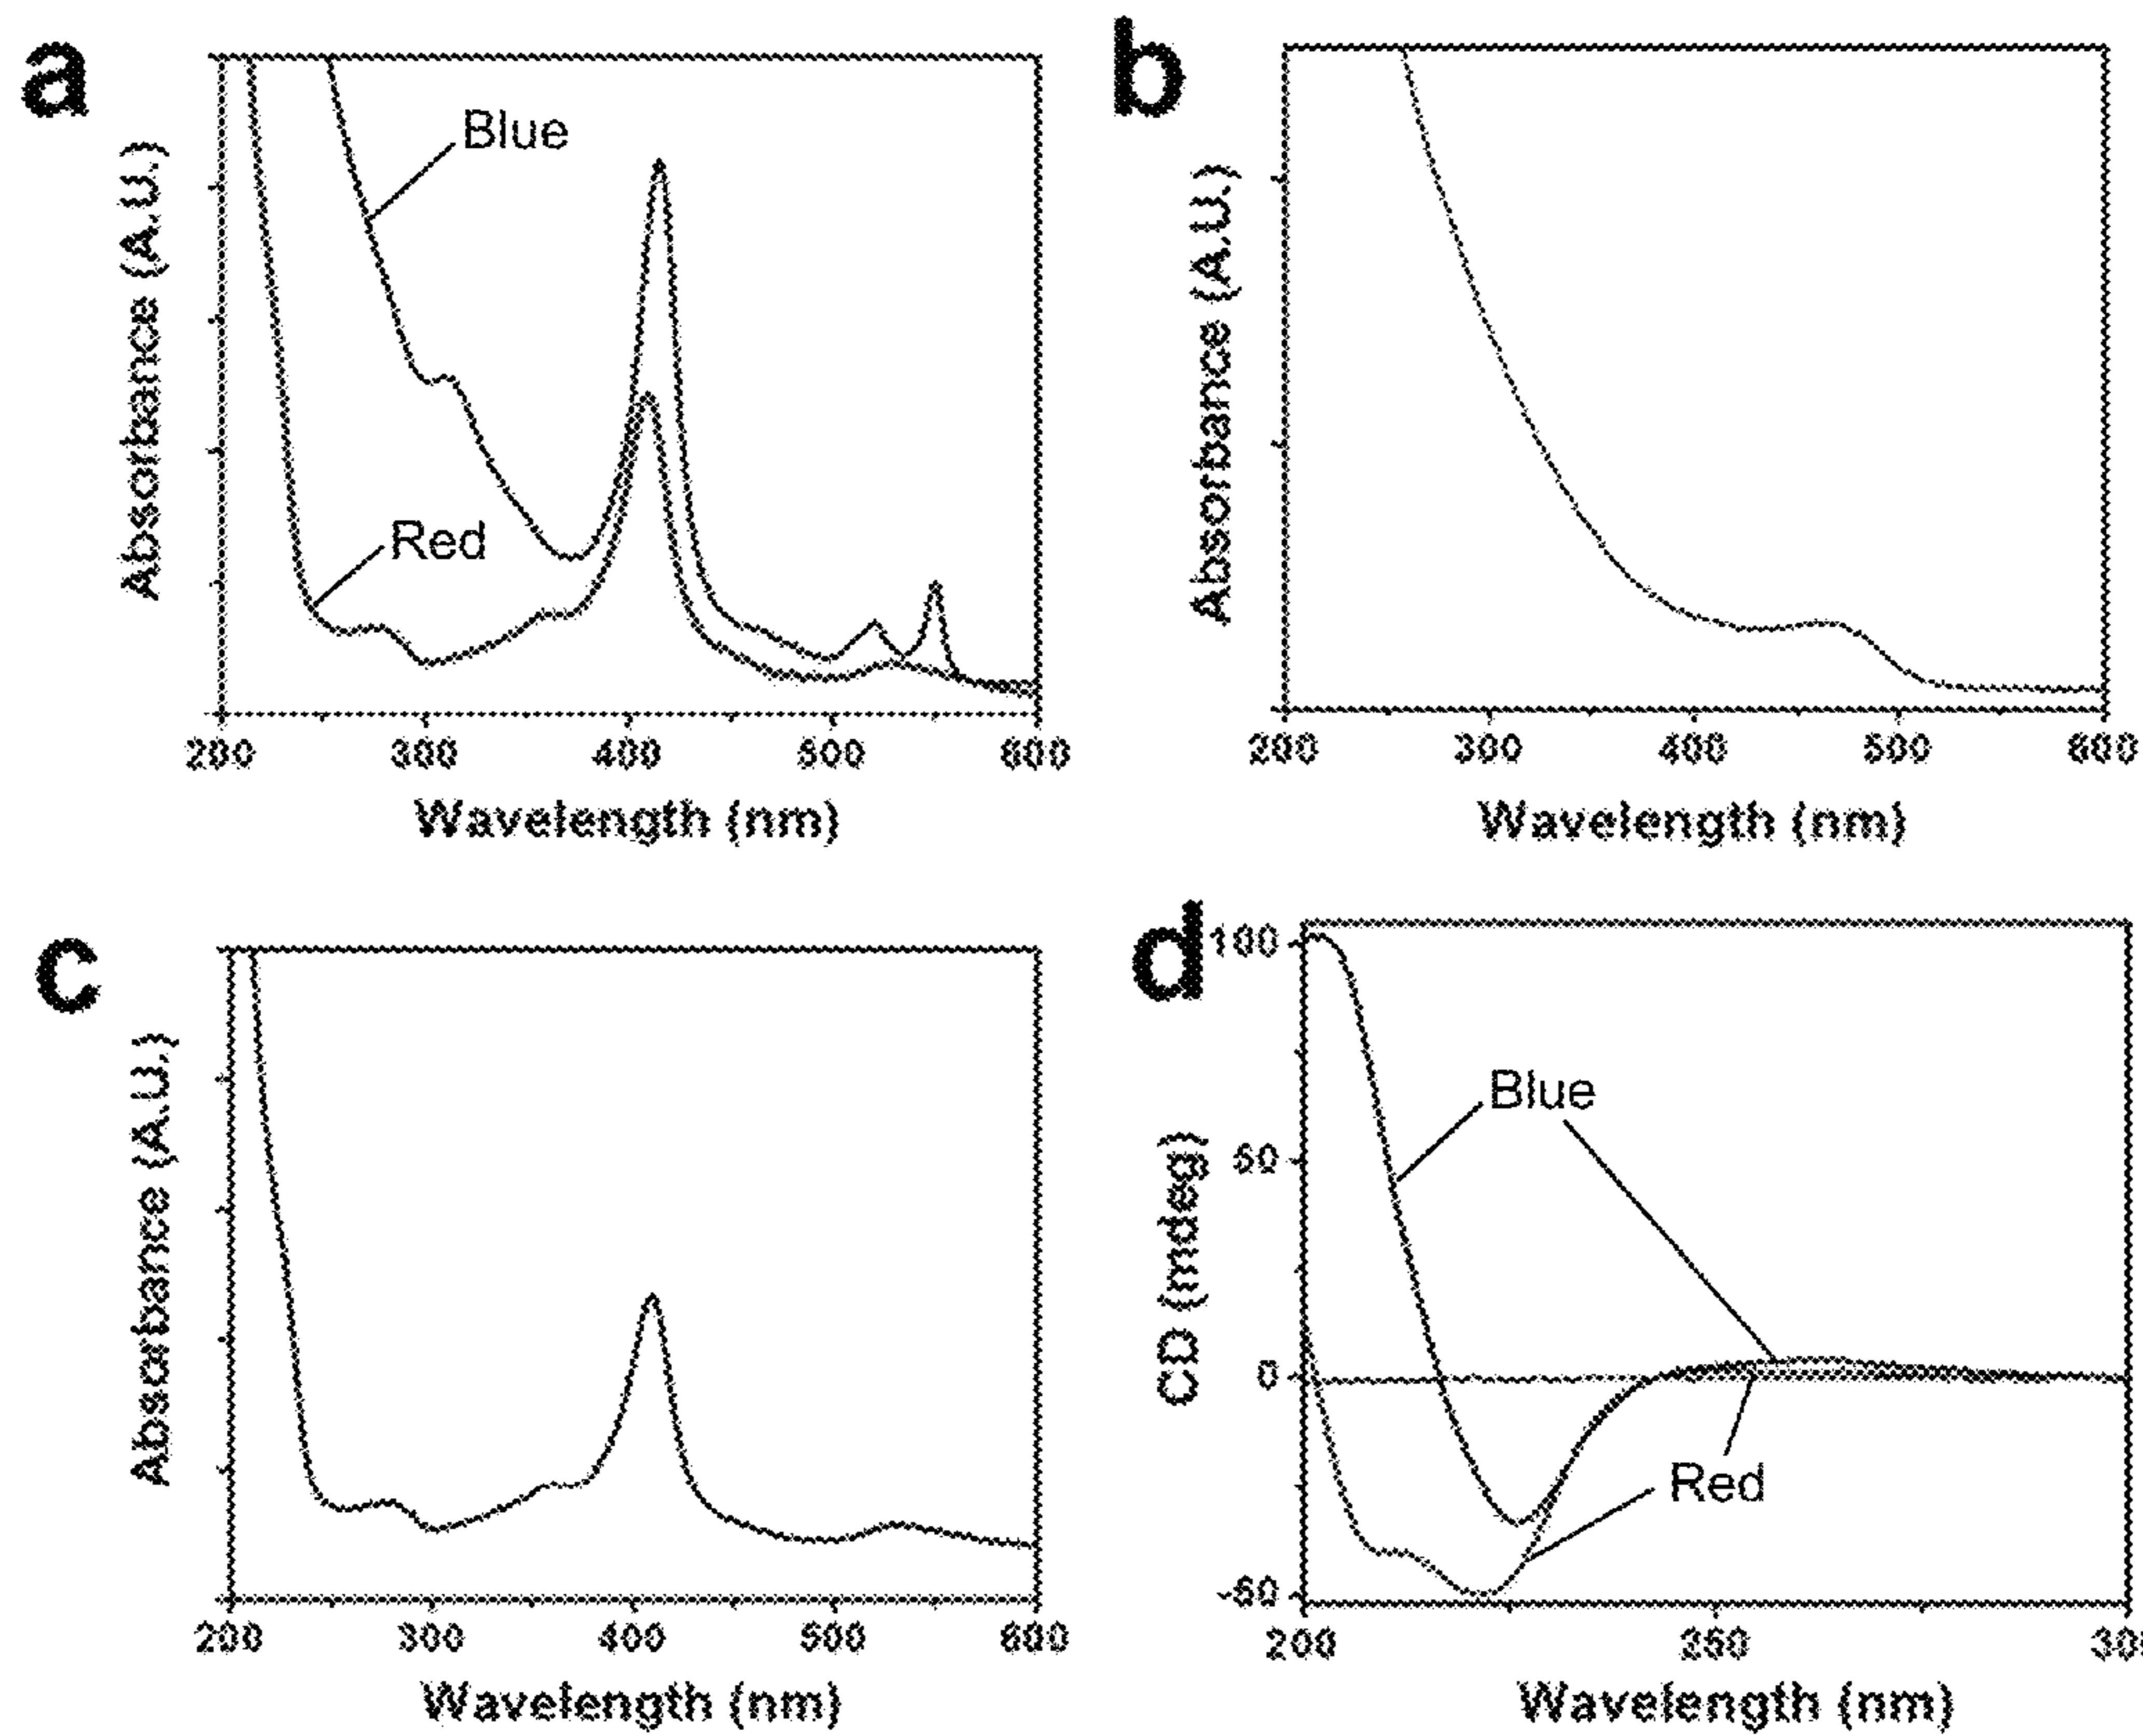 a
Absorbance (A.U.)
Blue
Red
200 300 400 500 600
Wavelength (nm)
b
Absorbance (A.U.)
200 300 400 500 600
Wavelength (nm)
c
Absorbance (A.U.)
200 300 400 500 600
Wavelength (nm)
d
CD (mdeg)
100
50
0
-50
Blue
Red
200 250
Wavelength (nm)